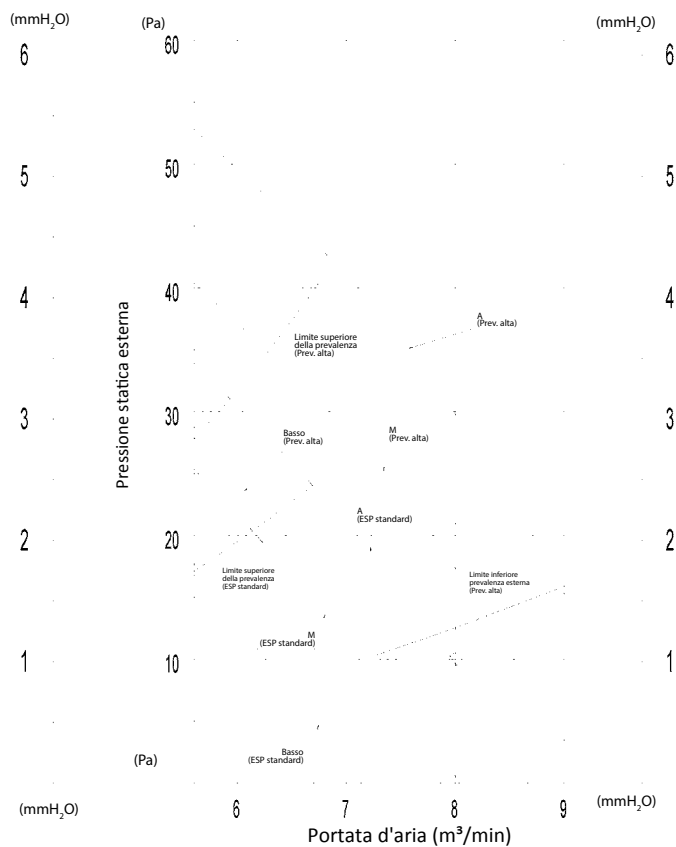 (mmH₂O)
(Pa)
(mmH₂O)
6
60
6
5
50
5
4
40
4
A
(Prev. alta)
Limite superiore
della prevalenza
(Prev. alta)
Pressione statica esterna
3
30
3
Basso
(Prev. alta)
M
(Prev. alta)
A
(ESP standard)
2
20
2
Limite superiore
della prevalenza
(ESP standard)
Limite inferiore
prevalenza esterna
(Prev. alta)
M
(ESP standard)
1
10
1
Basso
(ESP standard)
(Pa)
(mmH₂O)
6
7
8
9
(mmH₂O)
Portata d'aria (m³/min)